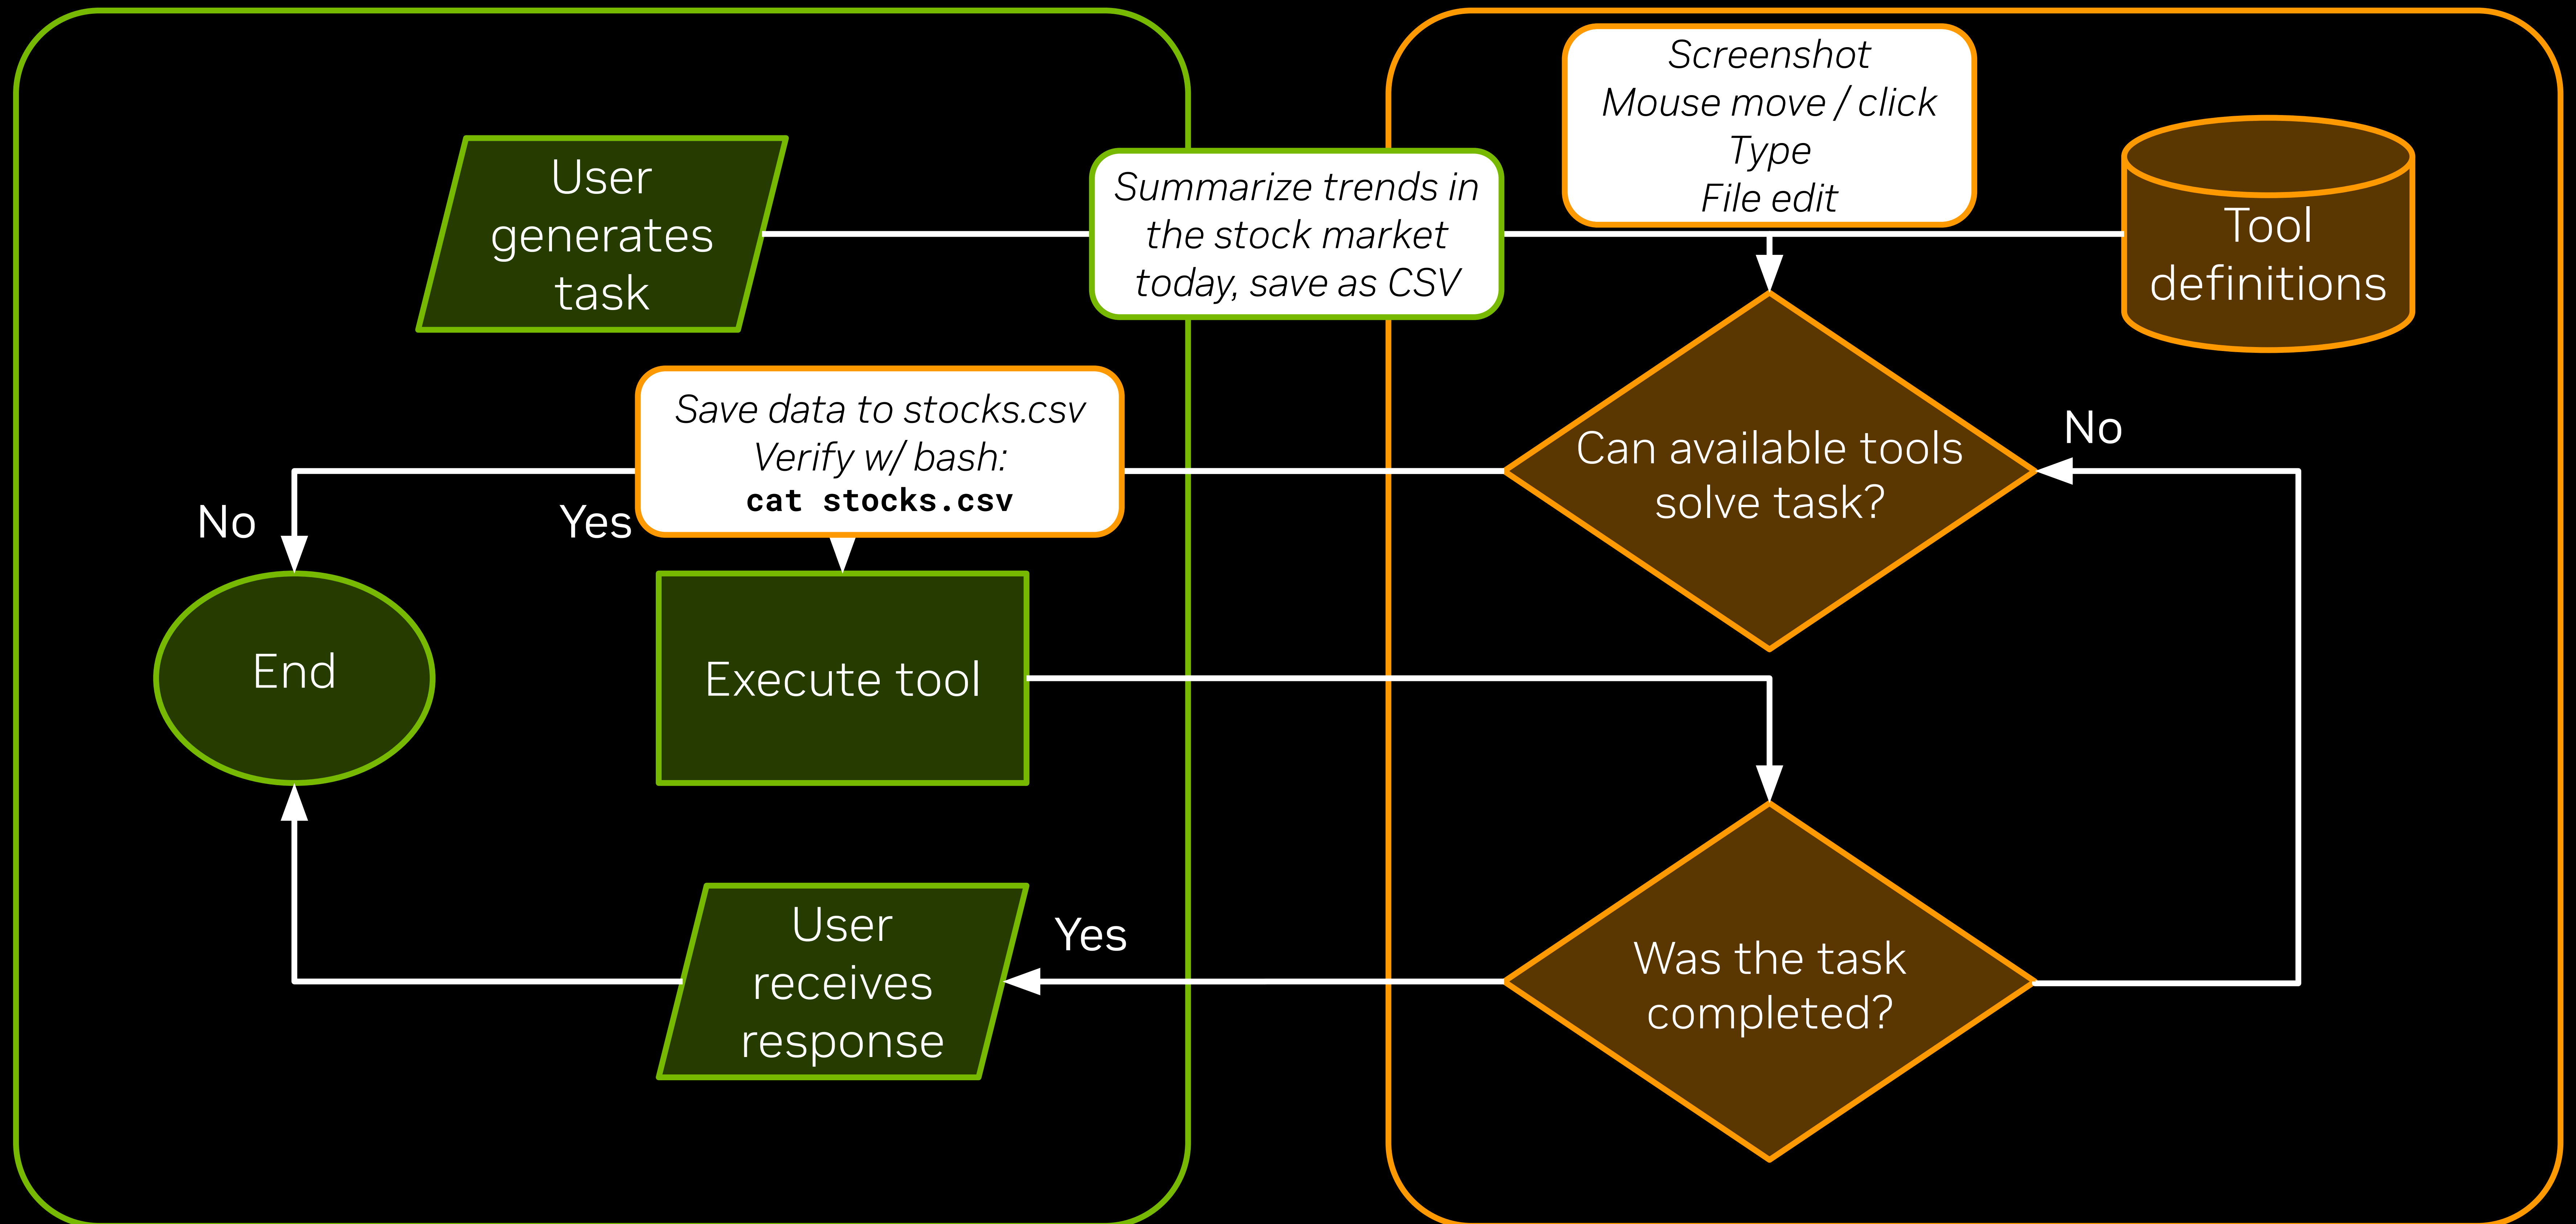 Screenshot
Mouse move / click
Type
File edit
User
generates
task
Summarize trends in
the stock market
today, save as CSV
Tool
definitions
Save data to stocks.csv
Verify w/ bash:
cat stocks.csv
Can available tools
solve task?
No
No
Yes
End
Execute tool
User
receives
response
Yes
Was the task
completed?